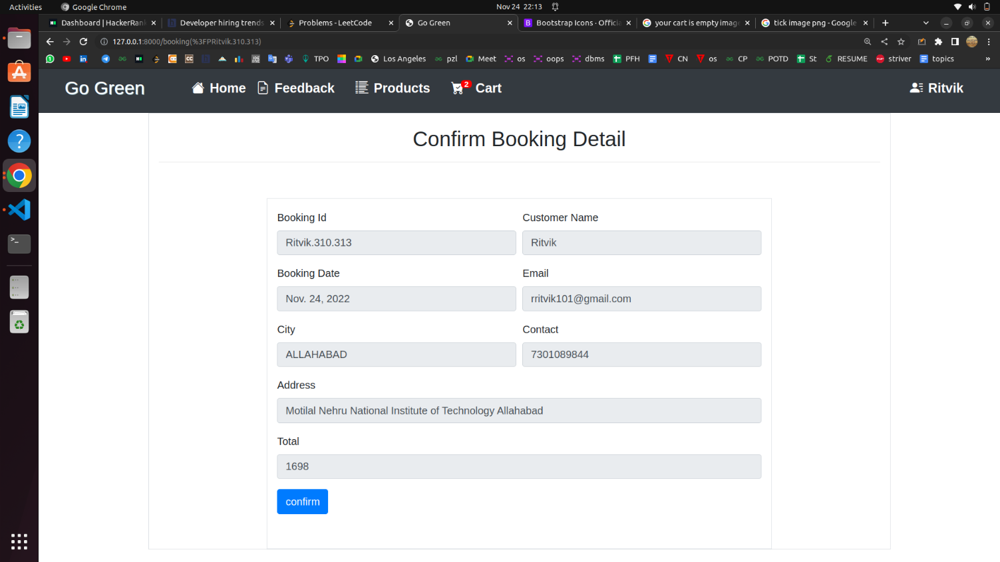 Activities Google Chrome Nov 24 22:13
Dashboard | HackerRank Developer hiring trends Problems - LeetCode Go Green Bootstrap Icons · Officia your cart is empty image tick image png - Google
127.0.0.1:8000/booking(%3FPRitvik.310.313)
TPO Los Angeles pzl Meet os oops dbms PFH CN os CP POTD St RESUME striver topics »
Go Green Home Feedback Products 2 Cart Ritvik
Confirm Booking Detail
Booking Id Customer Name
Ritvik.310.313 Ritvik
Booking Date Email
Nov. 24, 2022 rritvik101@gmail.com
City Contact
ALLAHABAD 7301089844
Address
Motilal Nehru National Institute of Technology Allahabad
Total
1698
confirm